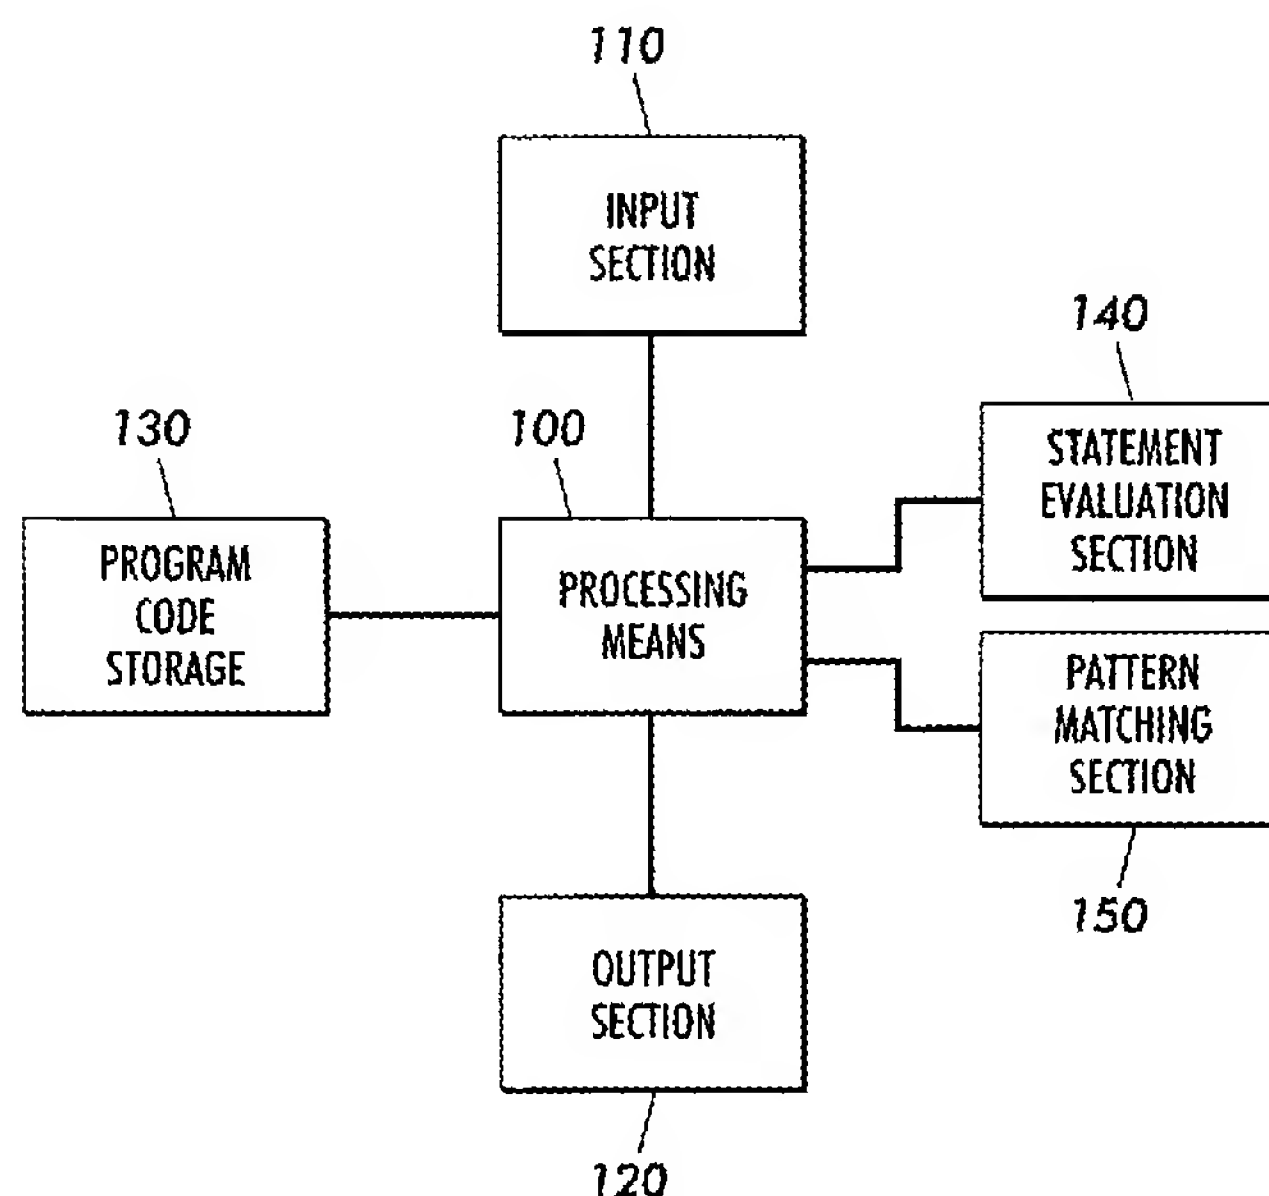 110
INPUT
SECTION
140
STATEMENT
EVALUATION
SECTION
130
PROGRAM
CODE
STORAGE
100
PROCESSING
MEANS
PATTERN
MATCHING
SECTION
150
OUTPUT
SECTION
120